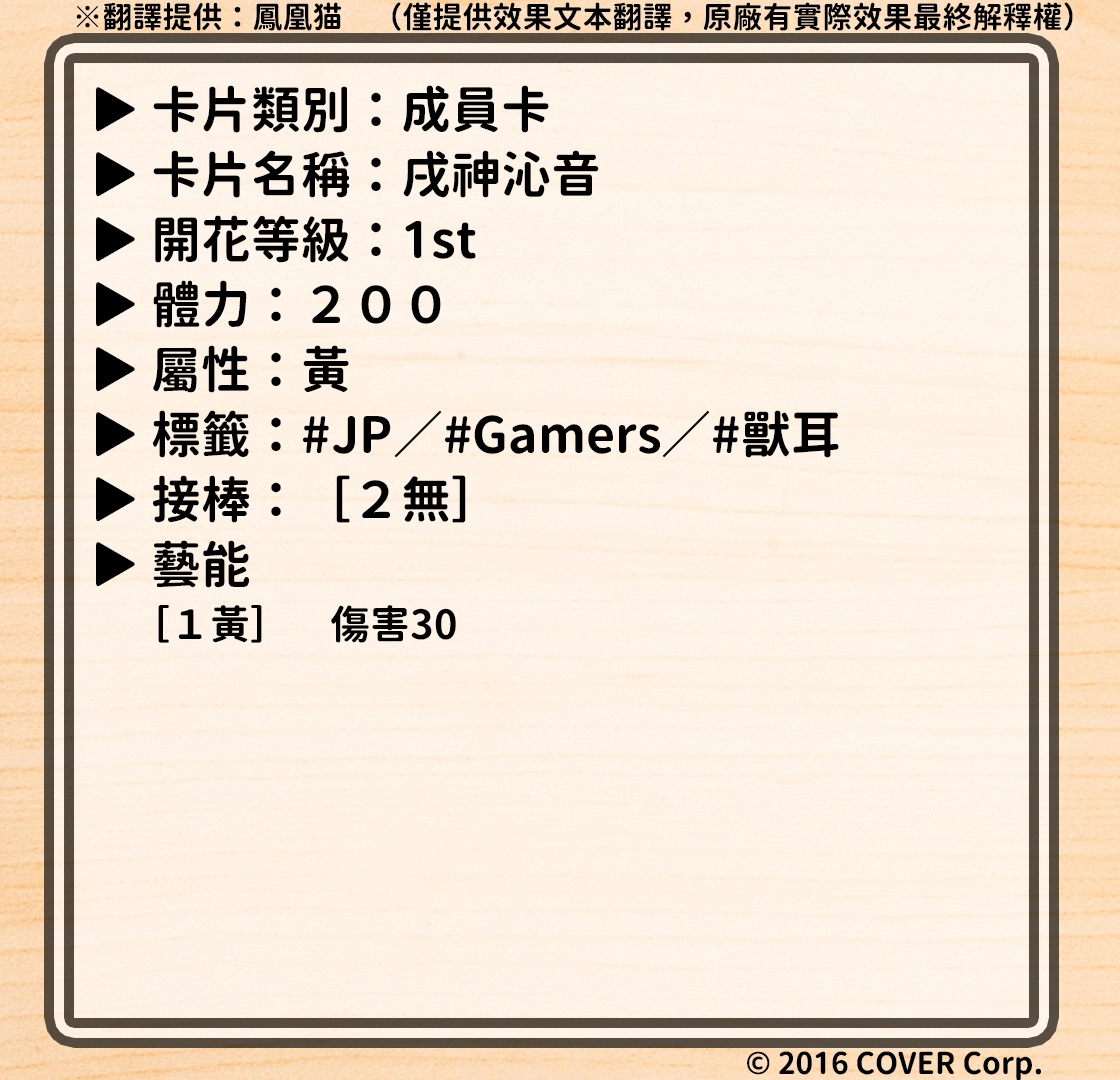 ※翻譯提供：鳳凰猫　（僅提供效果文本翻譯，原廠有實際效果最終解釋權）
▶ 卡片類別：成員卡
▶ 卡片名稱：戌神沁音
▶ 開花等級：1st
▶ 體力：２００
▶ 屬性：黃
▶ 標籤：#JP／#Gamers／#獸耳
▶ 接棒：［２無］
▶ 藝能
［１黃］　傷害30
© 2016 COVER Corp.